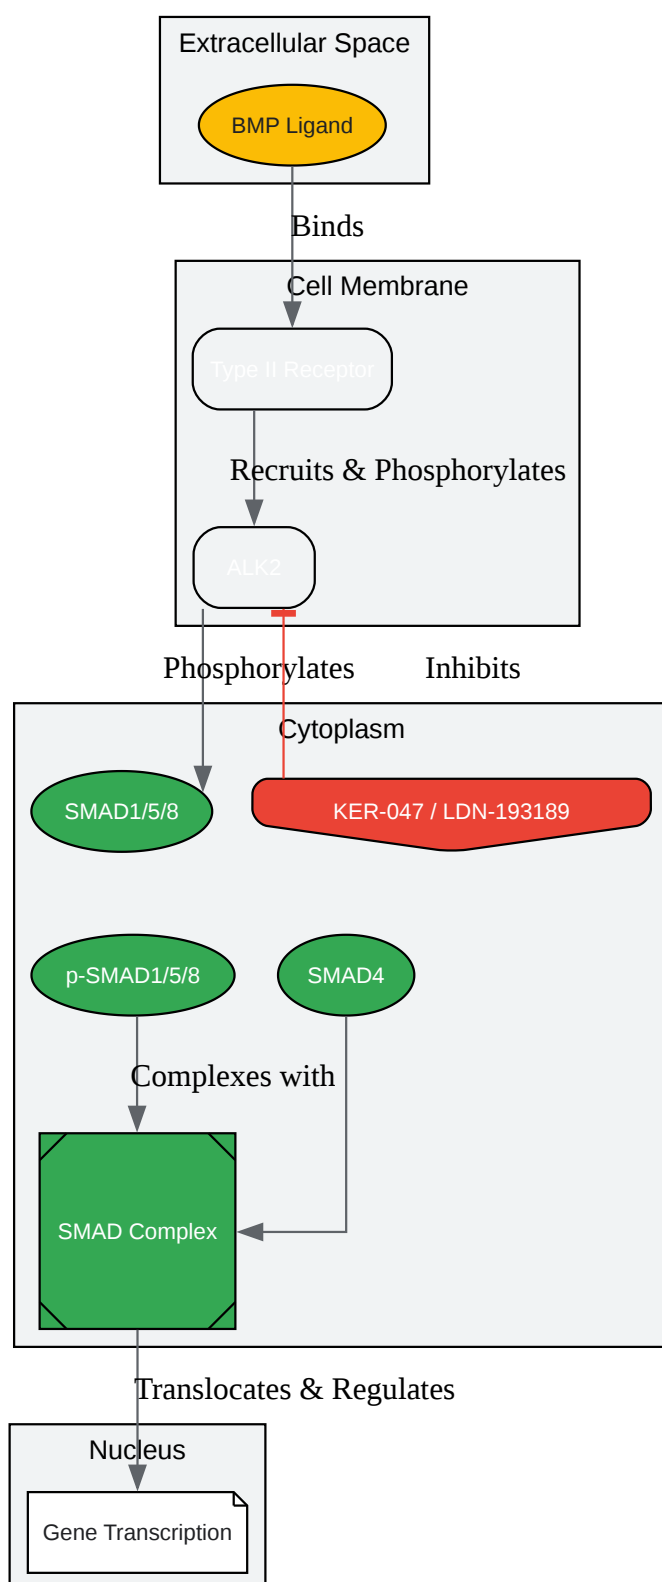 Extracellular Space
BMP Ligand
Binds
Cell Membrane
Type II Receptor
Recruits & Phosphorylates
ALK2
Phosphorylates
Inhibits
Cytoplasm
SMAD1/5/8
KER-047 / LDN-193189
p-SMAD1/5/8
SMAD4
Complexes with
SMAD Complex
Translocates & Regulates
Nucleus
Gene Transcription